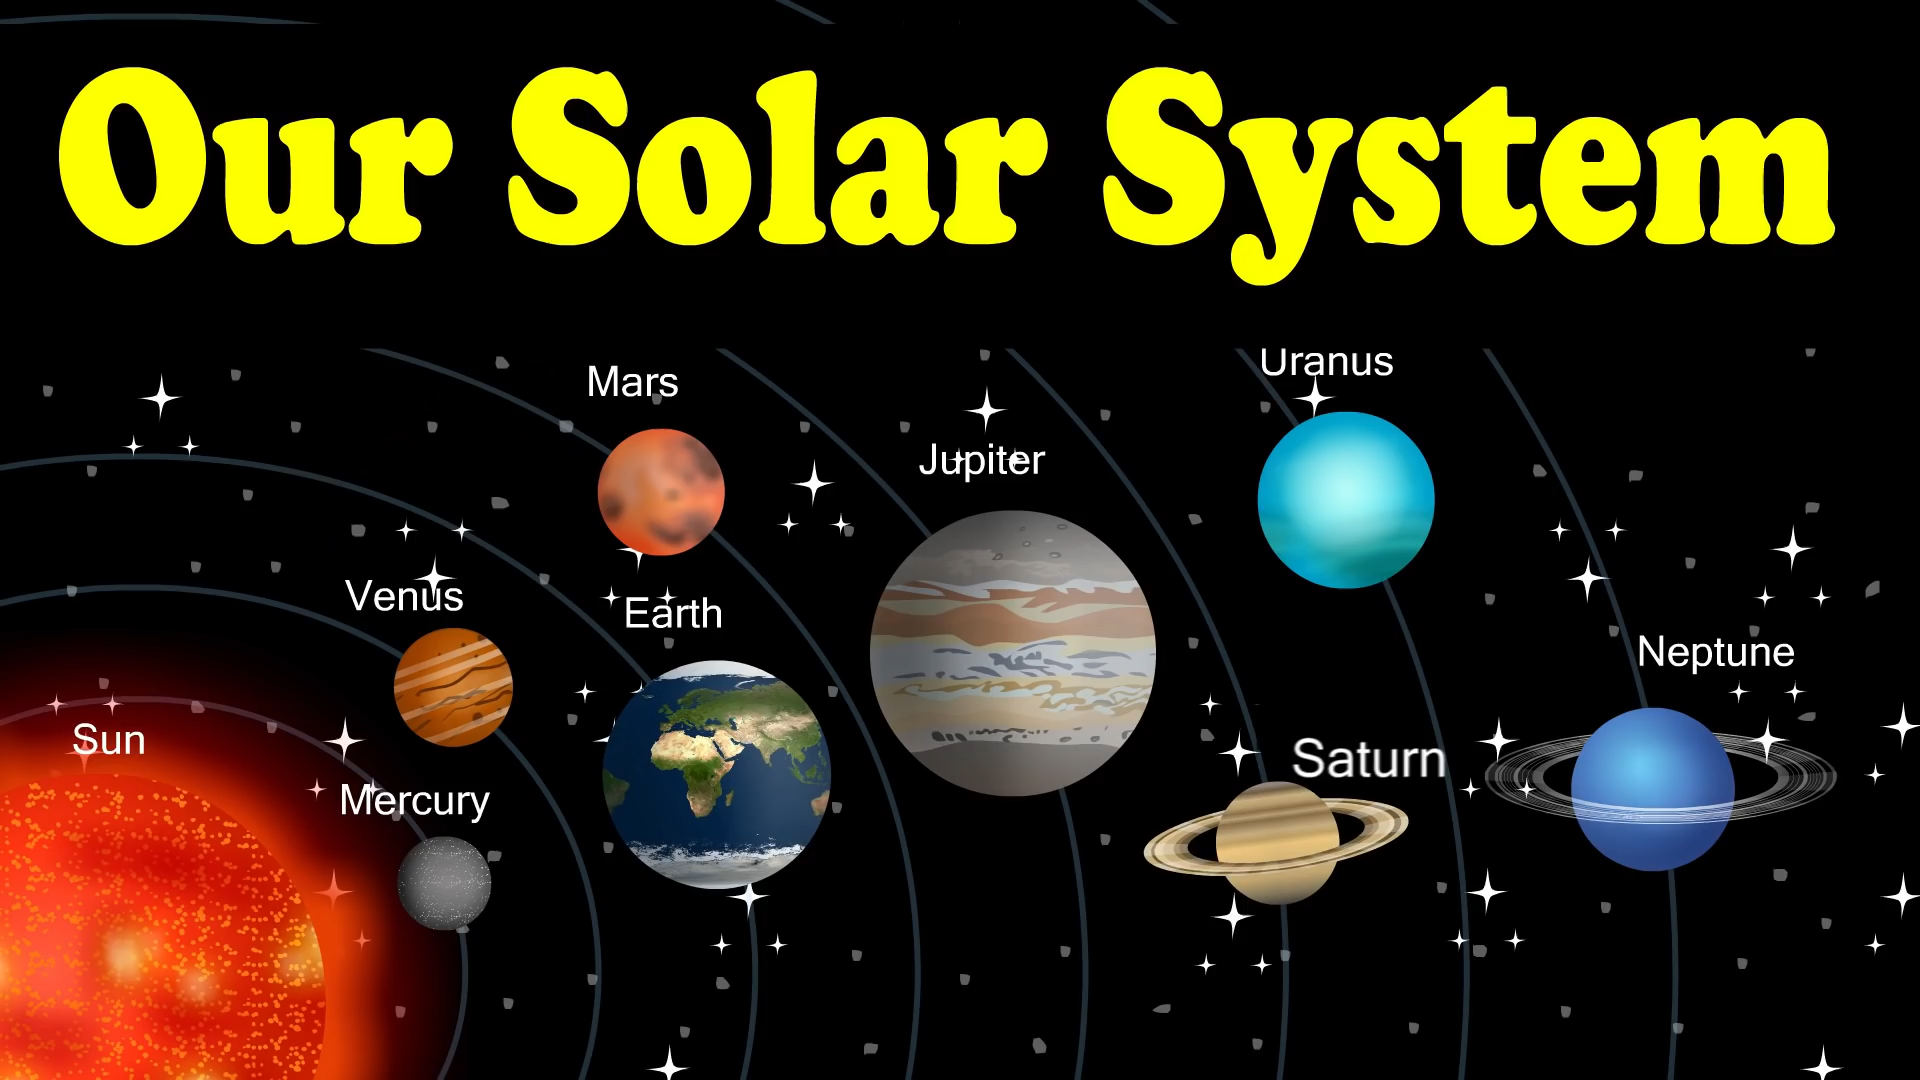 Our Solar System
Uranus
Mars
Jupiter
Venus
Earth
Neptune
Sun
Saturn
Mercury